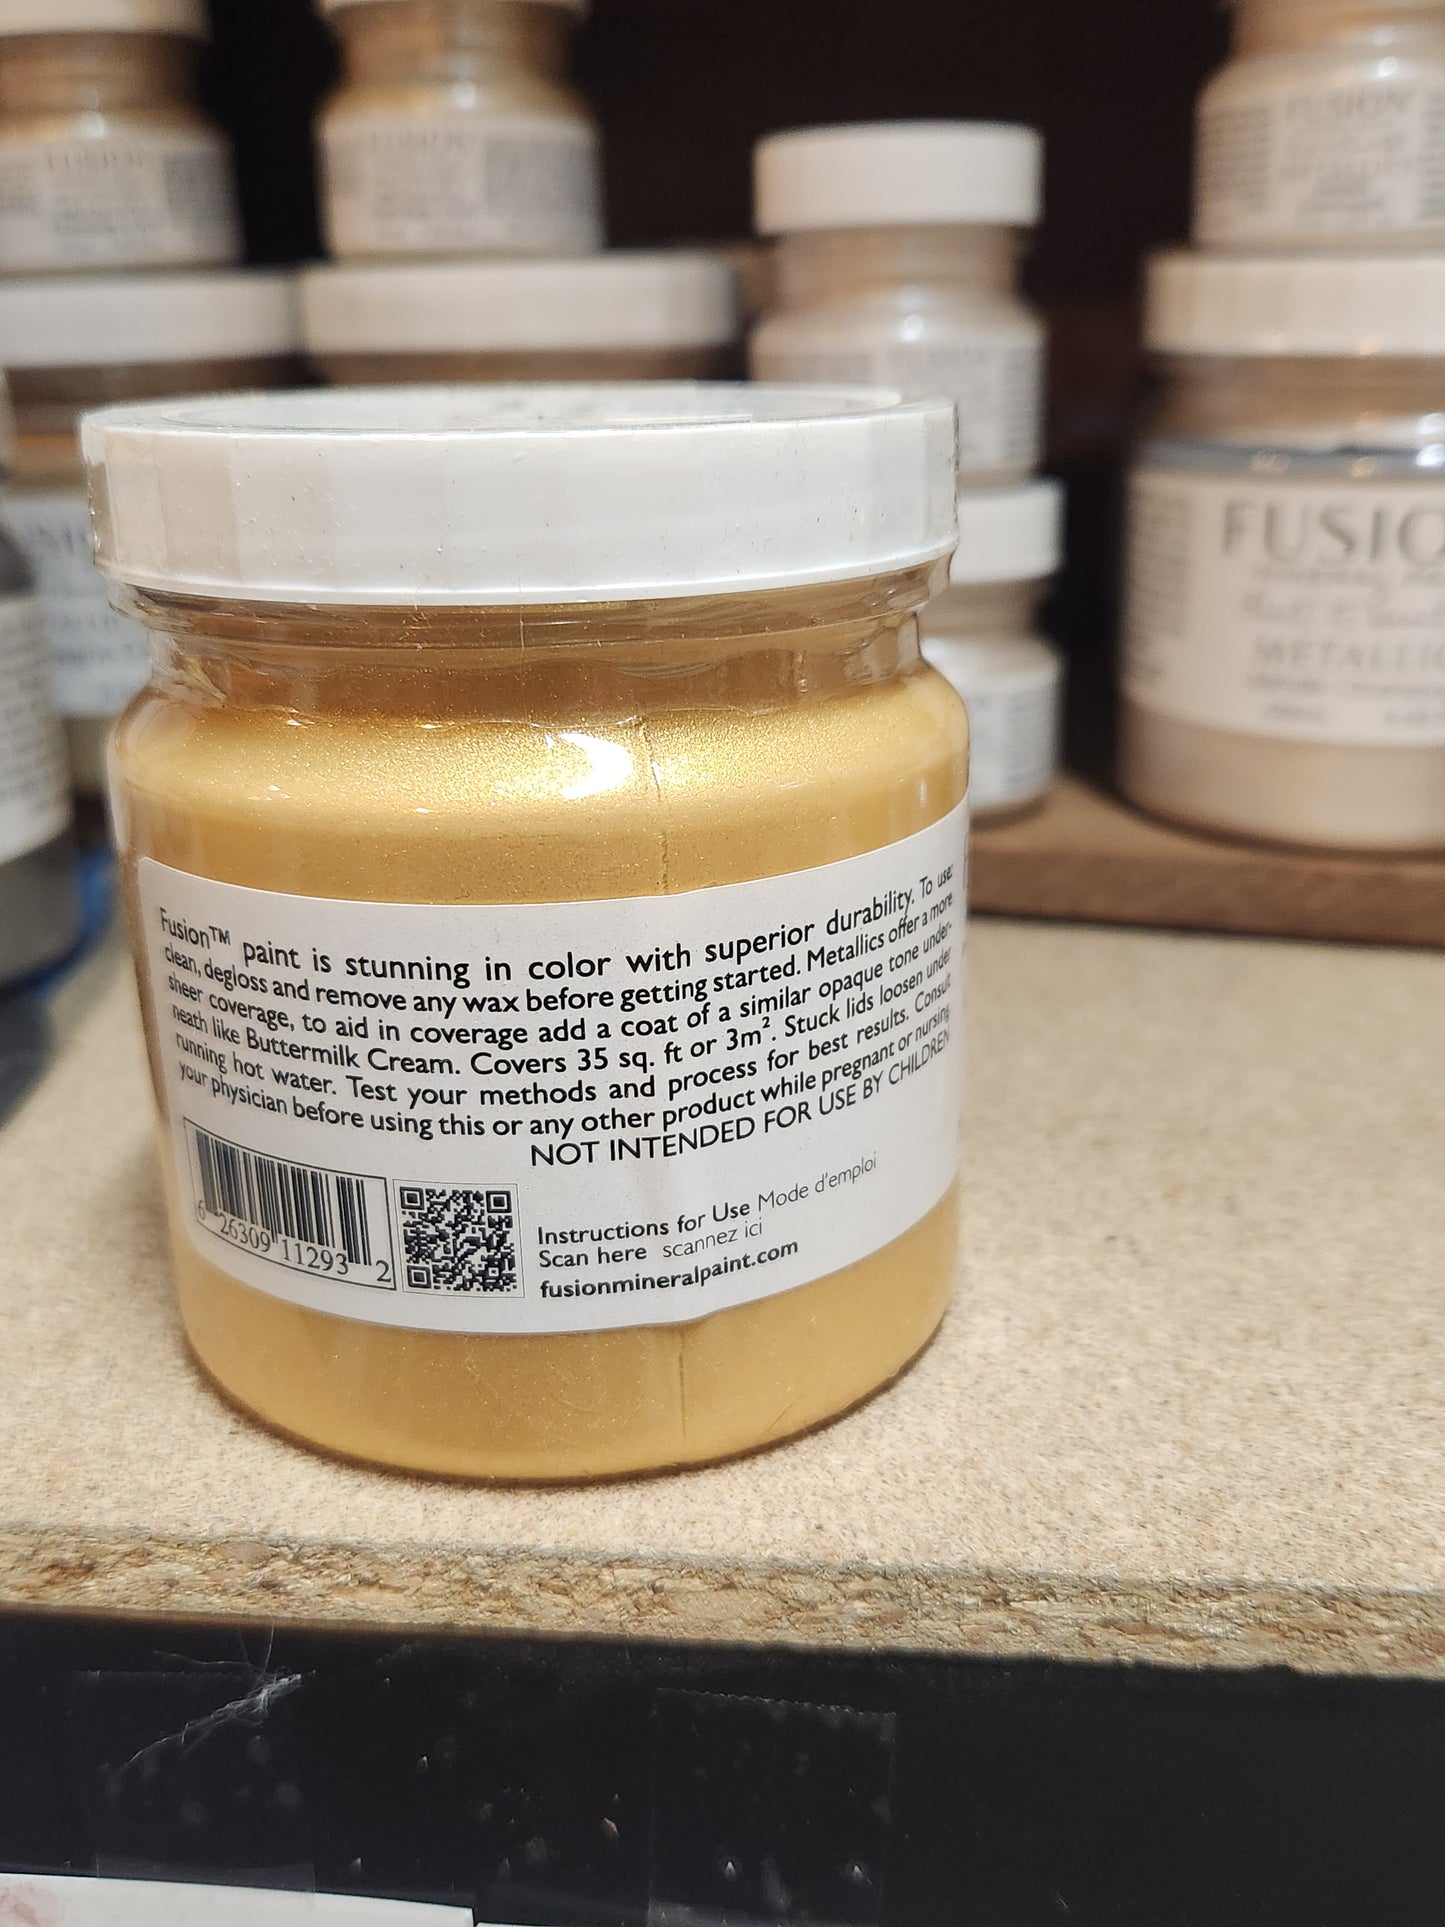 FUSION
METALLIC
Fusion™ paint is stunning in color with superior durability. To use:
clean, degloss and remove any wax before getting started. Metallics offer a more
sheer coverage, to aid in coverage add a coat of a similar opaque tone under-
neath like Buttermilk Cream. Covers 35 sq. ft or 3m². Stuck lids loosen under
running hot water. Test your methods and process for best results. Consult
your physician before using this or any other product while pregnant or nursing
NOT INTENDED FOR USE BY CHILDREN
6 26309 11293 2
Instructions for Use Mode d'emploi
Scan here scannez ici
fusionmineralpaint.com